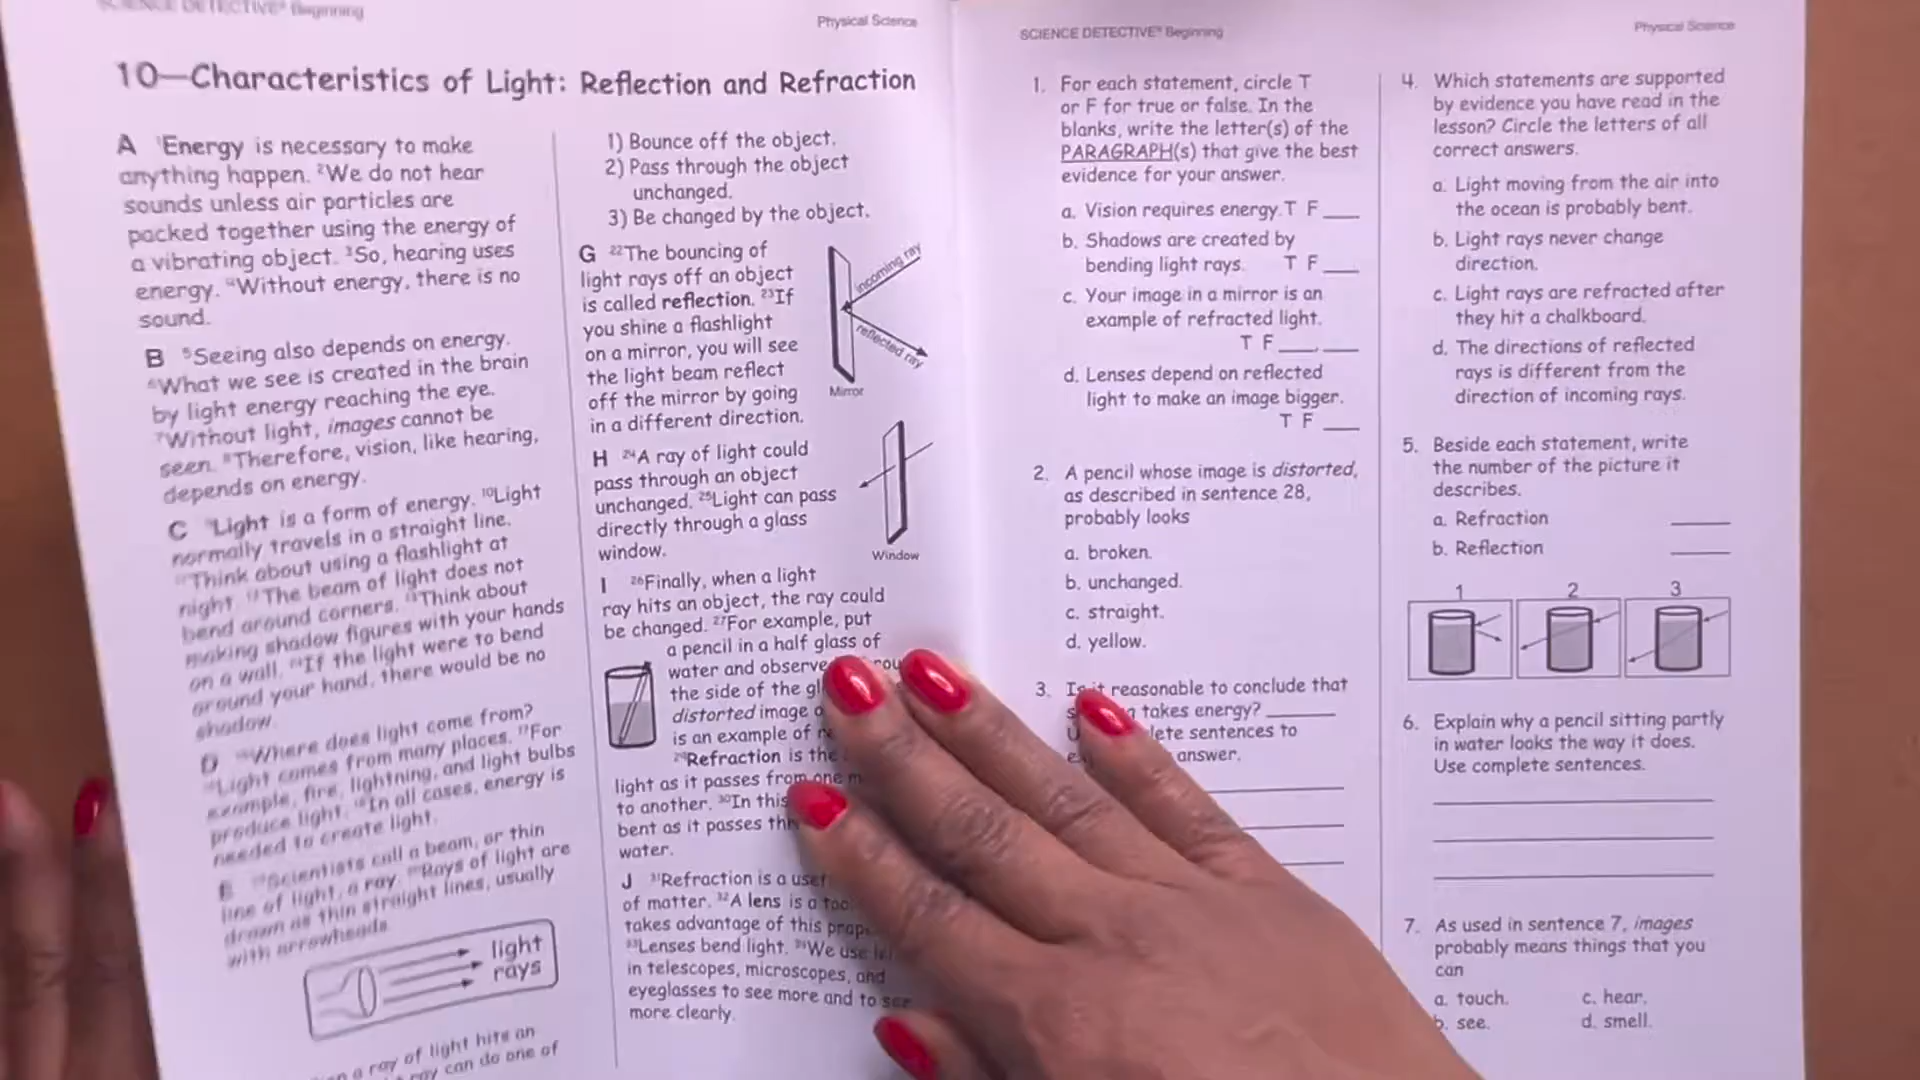 SCIENCE DETECTIVE® Beginning
Physical Science
10—Characteristics of Light: Reflection and Refraction
A ¹Energy is necessary to make
anything happen. ²We do not hear
sounds unless air particles are
packed together using the energy of
a vibrating object. ³So, hearing uses
energy. ⁴Without energy, there is no
sound.
B ⁵Seeing also depends on energy.
⁶What we see is created in the brain
by light energy reaching the eye.
⁷Without light, images cannot be
seen. ⁸Therefore, vision, like hearing,
depends on energy.
C ⁹Light is a form of energy. ¹⁰Light
normally travels in a straight line.
¹¹Think about using a flashlight at
night. ¹²The beam of light does not
bend around corners. ¹³Think about
making shadow figures with your hands
on a wall. ¹⁴If the light were to bend
around your hand, there would be no
shadow.
D ¹⁵Where does light come from?
¹⁶Light comes from many places. ¹⁷For
example, fire, lightning, and light bulbs
produce light. ¹⁸In all cases, energy is
needed to create light.
E ¹⁹Scientists call a beam, or thin
line of light, a ray. ²⁰Rays of light are
drawn as thin straight lines, usually
with arrowheads.
light
rays
a ray of light hits an
ray can do one of
1) Bounce off the object.
2) Pass through the object
unchanged.
3) Be changed by the object.
G ²²The bouncing of
light rays off an object
is called reflection. ²³If
you shine a flashlight
on a mirror, you will see
the light beam reflect
off the mirror by going
in a different direction.
incoming ray
reflected ray
Mirror
H ²⁴A ray of light could
pass through an object
unchanged. ²⁵Light can pass
directly through a glass
window.
Window
I ²⁶Finally, when a light
ray hits an object, the ray could
be changed. ²⁷For example, put
a pencil in a half glass of
water and observe
the side of the
distorted image
is an example of
²⁹Refraction is the
light as it passes from one
to another. ³⁰In this
bent as it passes
water.
J ³¹Refraction is a
of matter. ³²A lens is a
takes advantage of this
³³Lenses bend light. ³⁴We use
in telescopes, microscopes, and
eyeglasses to see more and to see
more clearly.
SCIENCE DETECTIVE® Beginning
Physical Science
1. For each statement, circle T
or F for true or false. In the
blanks, write the letter(s) of the
PARAGRAPH(s) that give the best
evidence for your answer.
a. Vision requires energy. T F ___
b. Shadows are created by
bending light rays. T F ___
c. Your image in a mirror is an
example of refracted light.
T F ___, ___
d. Lenses depend on reflected
light to make an image bigger.
T F ___
2. A pencil whose image is distorted,
as described in sentence 28,
probably looks
a. broken.
b. unchanged.
c. straight.
d. yellow.
3. Is it reasonable to conclude that
takes energy? ______
sentences to
answer.
4. Which statements are supported
by evidence you have read in the
lesson? Circle the letters of all
correct answers.
a. Light moving from the air into
the ocean is probably bent.
b. Light rays never change
direction.
c. Light rays are refracted after
they hit a chalkboard.
d. The directions of reflected
rays is different from the
direction of incoming rays.
5. Beside each statement, write
the number of the picture it
describes.
a. Refraction ______
b. Reflection ______
1 2 3
6. Explain why a pencil sitting partly
in water looks the way it does.
Use complete sentences.
7. As used in sentence 7, images
probably means things that you
can
a. touch. c. hear.
b. see. d. smell.